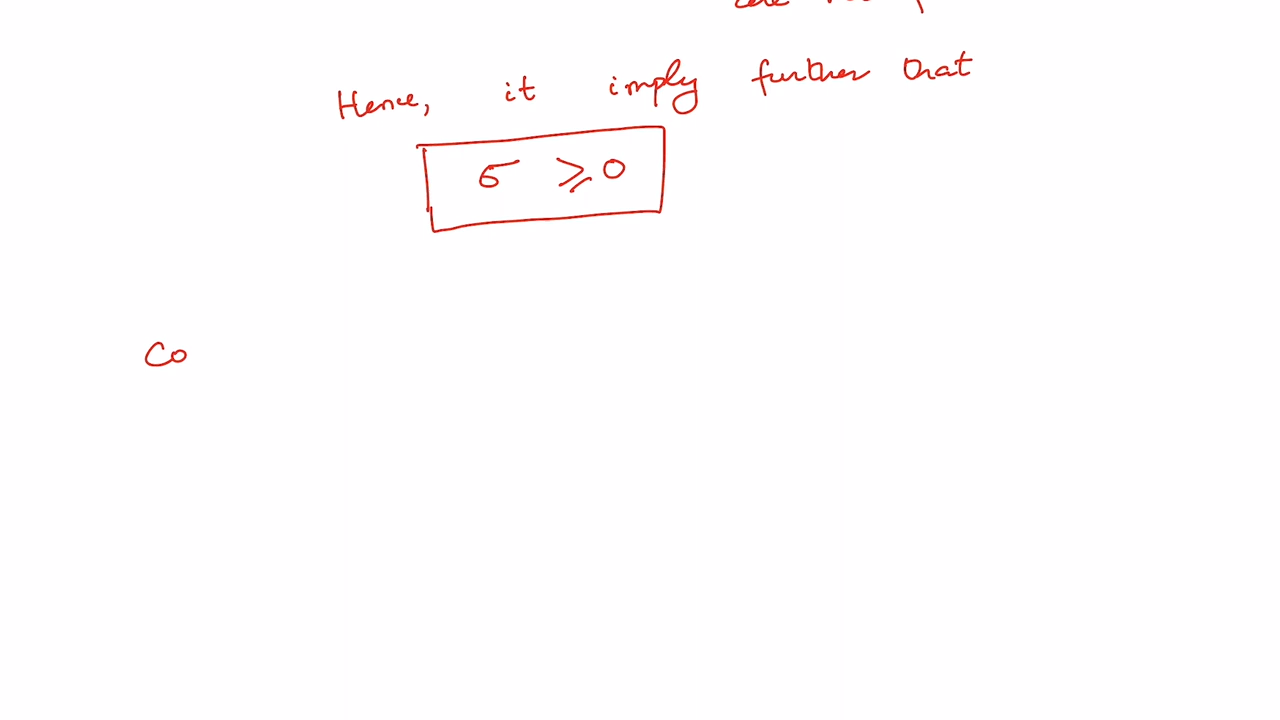 Hence, it imply further that
σ ⩾ 0
Co